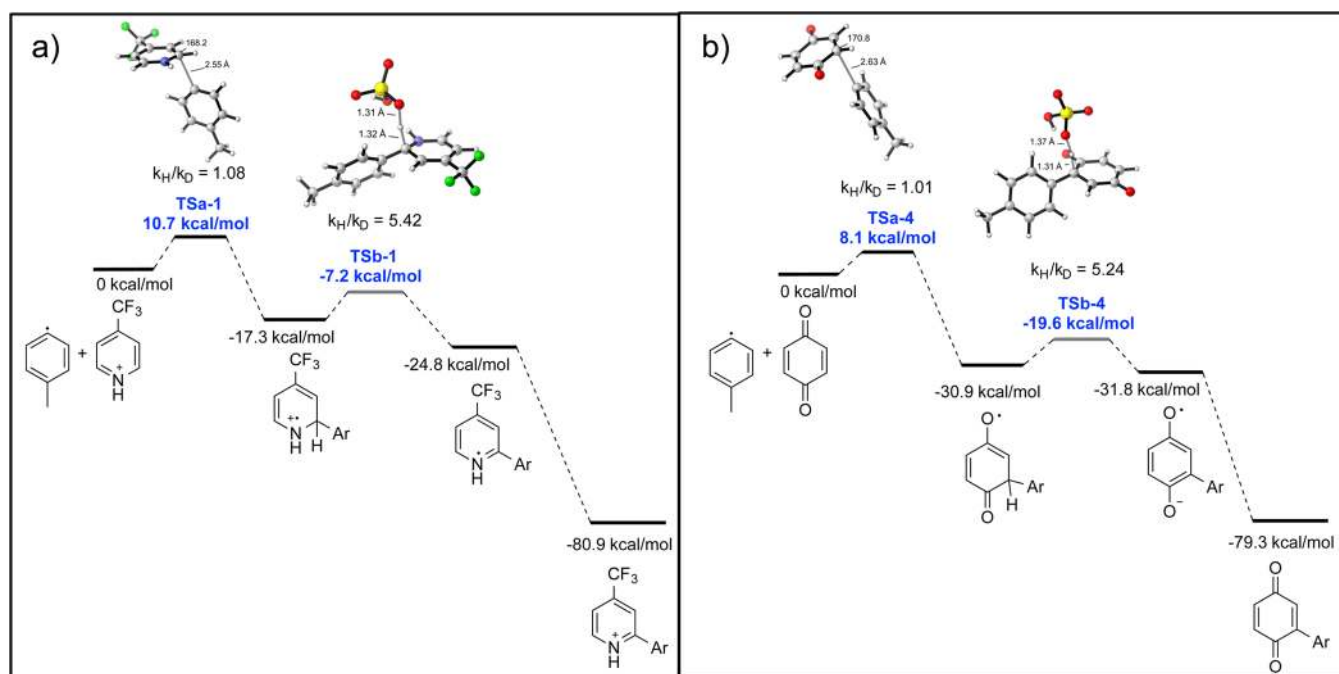 a)
168.2
2.55 Å
kH/kD = 1.08
TSa-1
10.7 kcal/mol
0 kcal/mol
+
CF3
N
+
H
1.31 Å
1.32 Å
kH/kD = 5.42
TSb-1
-7.2 kcal/mol
-17.3 kcal/mol
CF3
+•
N
H
H
Ar
-24.8 kcal/mol
CF3
N
H
Ar
-80.9 kcal/mol
CF3
+
N
H
Ar
b)
170.8
2.63 Å
kH/kD = 1.01
TSa-4
8.1 kcal/mol
0 kcal/mol
+
O
O
1.37 Å
1.31 Å
kH/kD = 5.24
TSb-4
-19.6 kcal/mol
-30.9 kcal/mol
O•
Ar
H
O
-31.8 kcal/mol
O•
Ar
O−
-79.3 kcal/mol
O
Ar
O